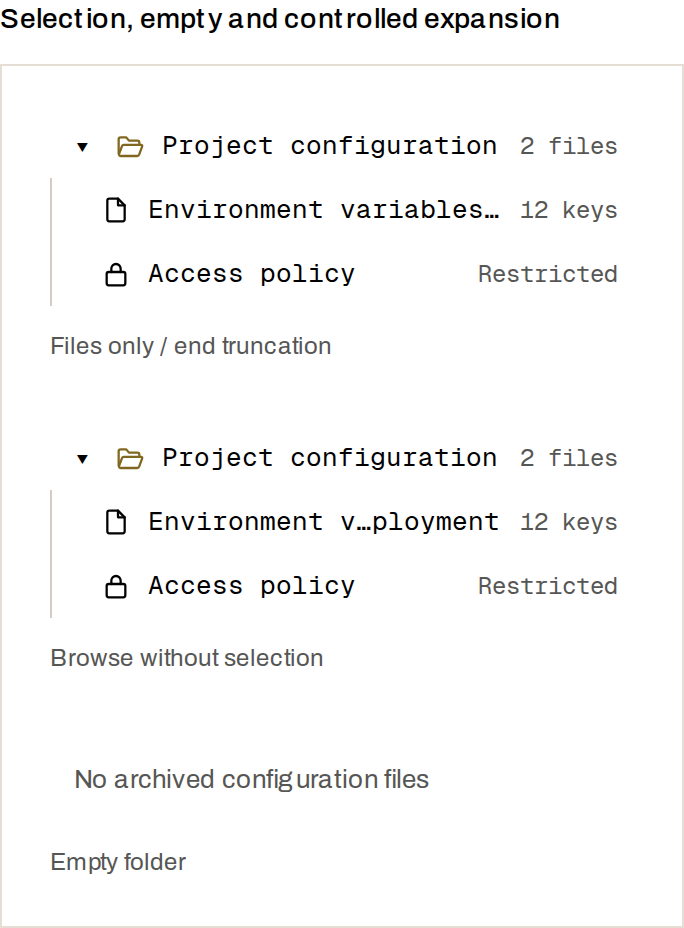 Selection, empty and controlled expansion
Project configuration 2 files
Environment variables… 12 keys
Access policy Restricted
Files only / end truncation
Project configuration 2 files
Environment v…ployment 12 keys
Access policy Restricted
Browse without selection
No archived configuration files
Empty folder